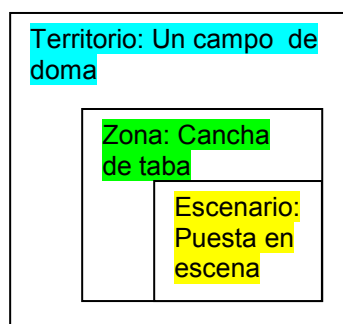 Territorio: Un campo de
doma
Zona: Cancha
de taba
Escenario:
Puesta en
escena